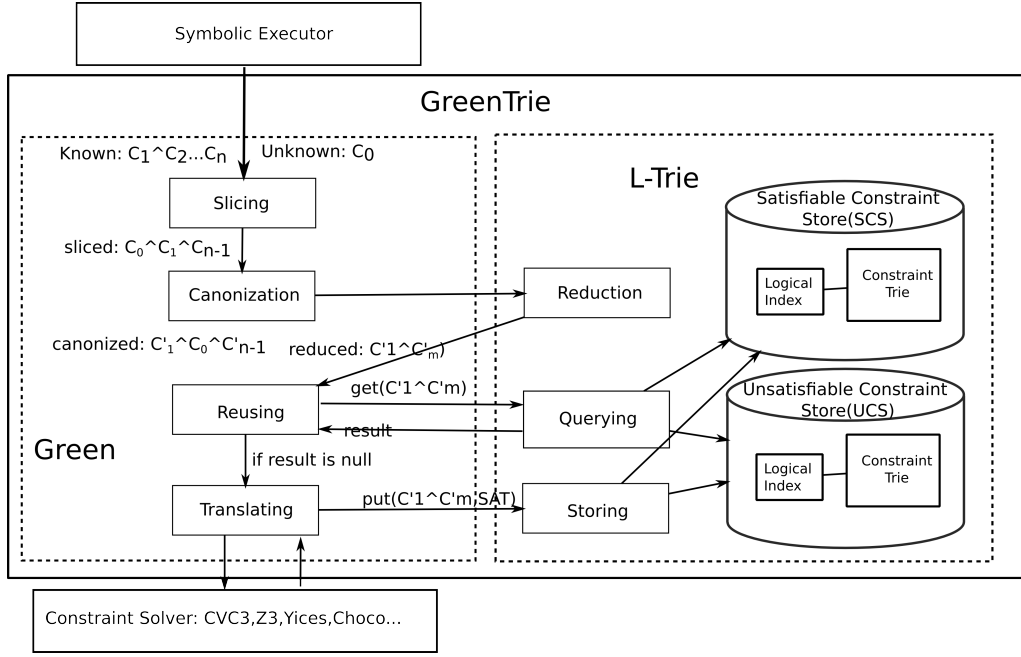 Symbolic Executor
GreenTrie
Known: C1^C2...Cn
Unknown: C0
L-Trie
Slicing
Satisfiable Constraint
Store(SCS)
sliced: C₀^C₁^Cn-1
Canonization
Reduction
Logical
Index
Constraint
Trie
canonized: C'₁^C₀^C'n-1
reduced: C'1^C'ₘ)
get(C'1^C'm)
Reusing
Querying
result
Unsatisfiable Constraint
Store(UCS)
Green
if result is null
Logical
Index
Constraint
Trie
Translating
put(C'1^C'm,SAT)
Storing
Constraint Solver: CVC3,Z3,Yices,Choco...